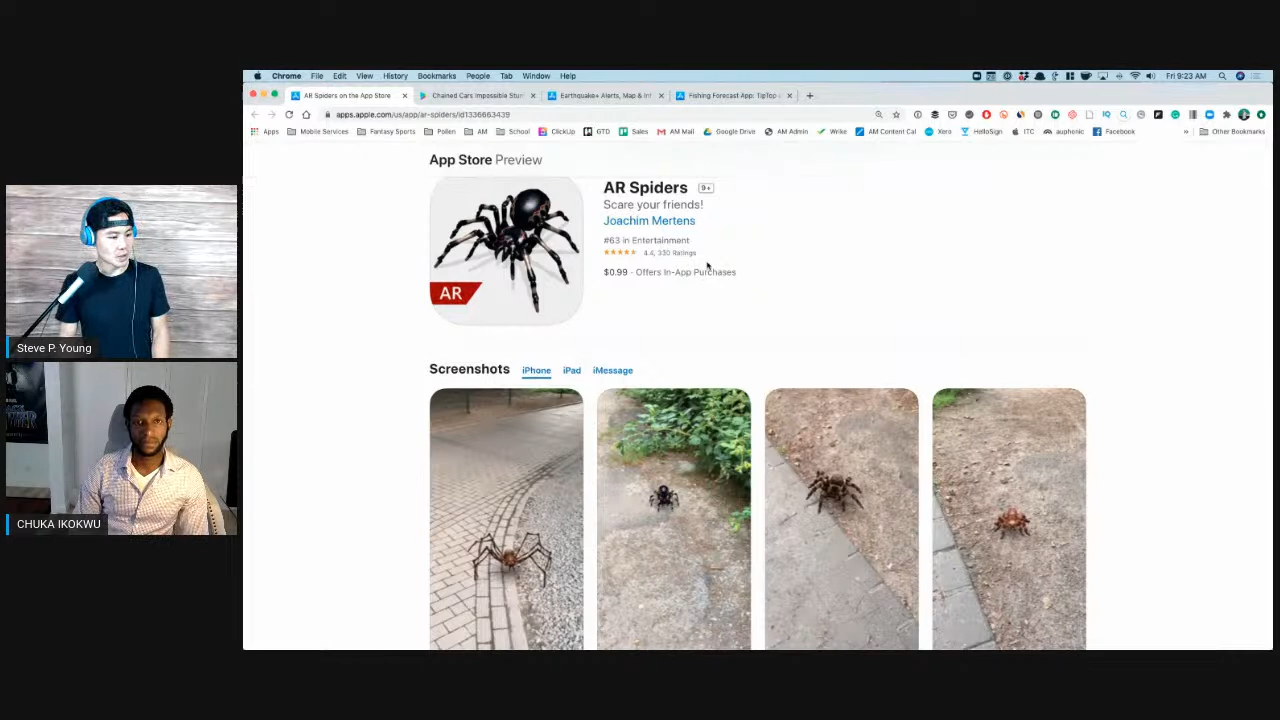 Chrome File Edit View History Bookmarks People Tab Window Help
Fri 9:23 AM
AR Spiders on the App Store
Chained Cars Impossible Stun
Earthquake+ Alerts, Map & Inf
Fishing Forecast App: TipTop
apps.apple.com/us/app/ar-spiders/id1336663439
Apps Mobile Services Fantasy Sports Pollen AM School ClickUp GTD Sales AM Mail Google Drive AM Admin Wrike AM Content Cal Xero HelloSign ITC auphonic Facebook » Other Bookmarks
App Store Preview
AR Spiders 9+
Scare your friends!
Joachim Mertens
#63 in Entertainment
4.4, 330 Ratings
$0.99 · Offers In-App Purchases
AR
Screenshots iPhone iPad iMessage
Steve P. Young
CHUKA IKOKWU